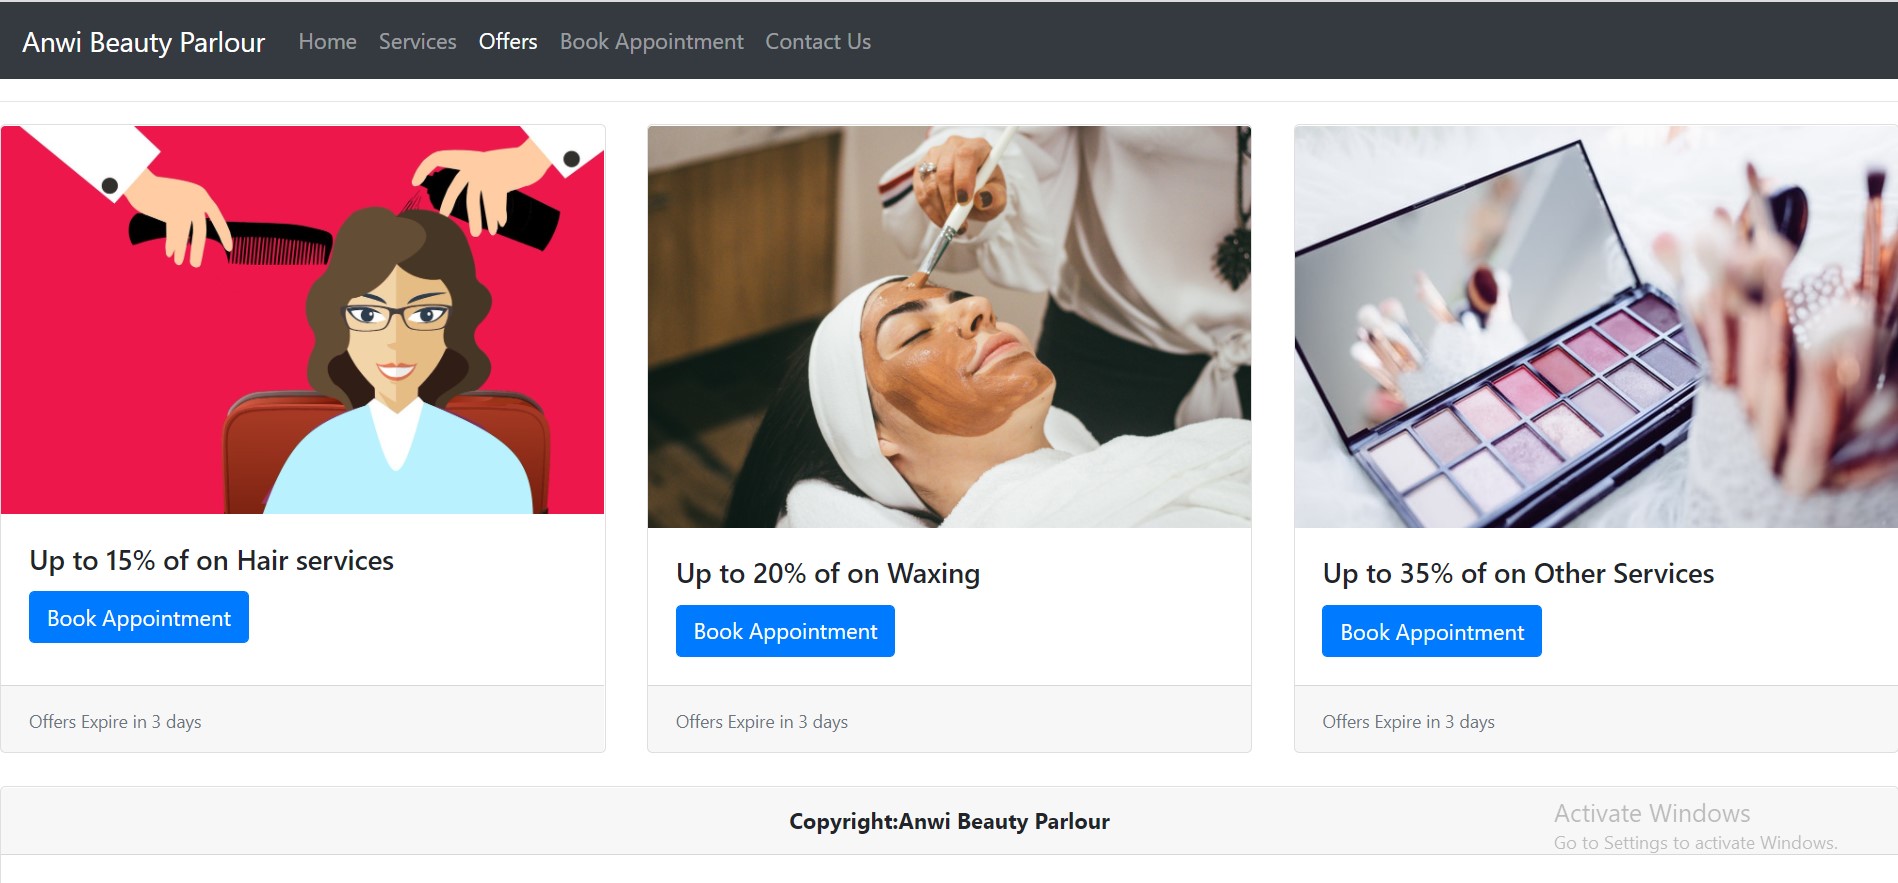 Anwi Beauty Parlour Home Services Offers Book Appointment Contact Us
Up to 15% of on Hair services
Book Appointment
Offers Expire in 3 days
Up to 20% of on Waxing
Book Appointment
Offers Expire in 3 days
Up to 35% of on Other Services
Book Appointment
Offers Expire in 3 days
Copyright:Anwi Beauty Parlour
Activate Windows
Go to Settings to activate Windows.